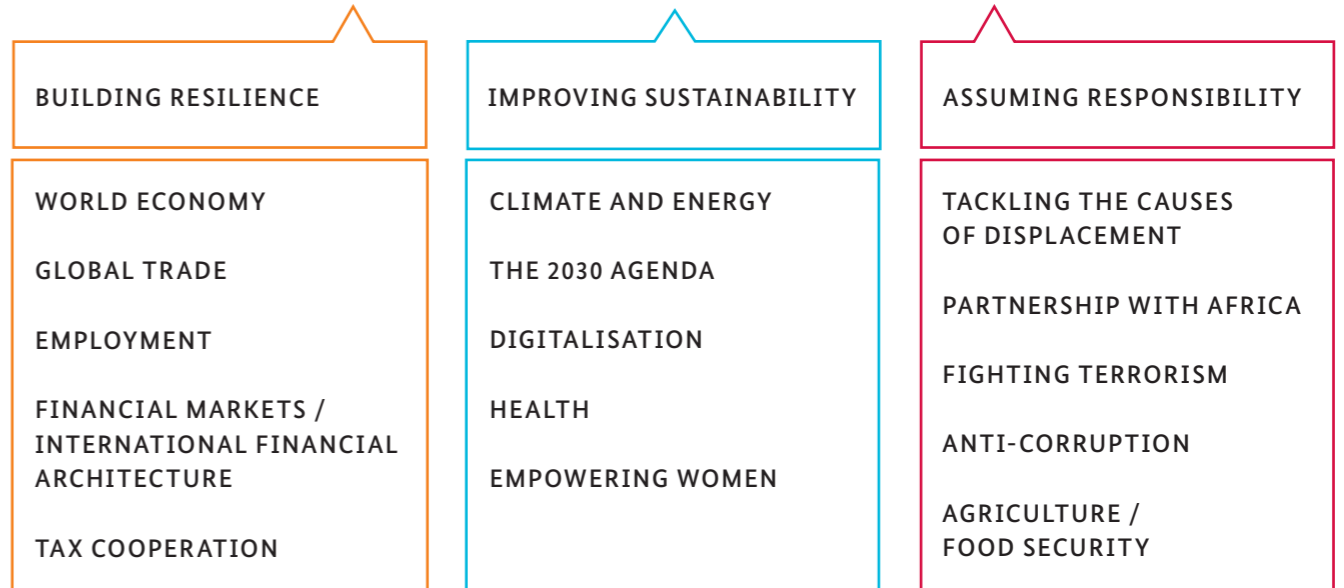 BUILDING RESILIENCE
WORLD ECONOMY
GLOBAL TRADE
EMPLOYMENT
FINANCIAL MARKETS /
INTERNATIONAL FINANCIAL
ARCHITECTURE
TAX COOPERATION
IMPROVING SUSTAINABILITY
CLIMATE AND ENERGY
THE 2030 AGENDA
DIGITALISATION
HEALTH
EMPOWERING WOMEN
ASSUMING RESPONSIBILITY
TACKLING THE CAUSES
OF DISPLACEMENT
PARTNERSHIP WITH AFRICA
FIGHTING TERRORISM
ANTI-CORRUPTION
AGRICULTURE /
FOOD SECURITY